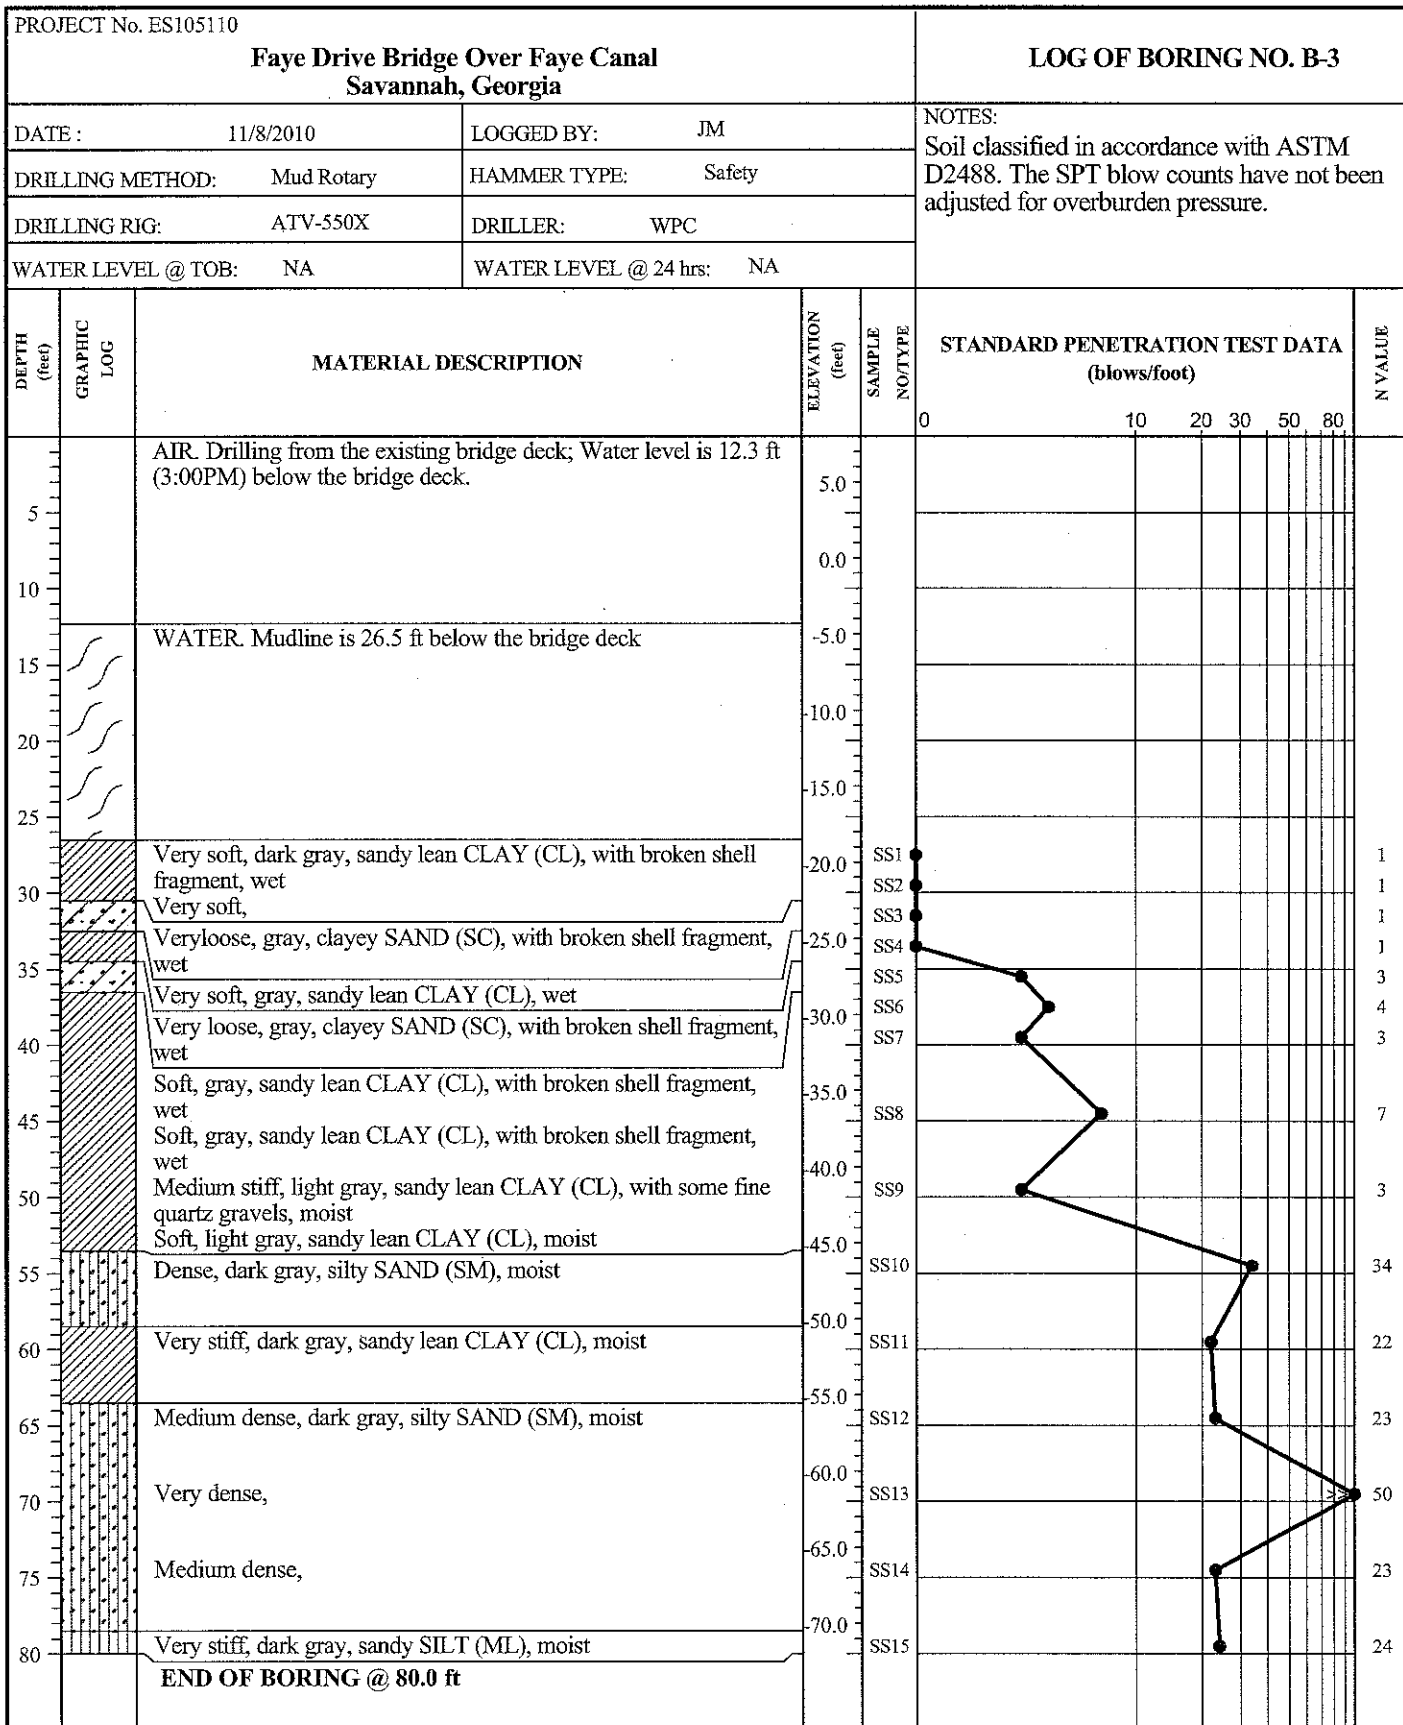 PROJECT No. ES105110
Faye Drive Bridge Over Faye Canal
Savannah, Georgia
LOG OF BORING NO. B-3
DATE : 11/8/2010
LOGGED BY: JM
NOTES:
Soil classified in accordance with ASTM
D2488. The SPT blow counts have not been
adjusted for overburden pressure.
DRILLING METHOD: Mud Rotary
HAMMER TYPE: Safety
DRILLING RIG: ATV-550X
DRILLER: WPC
WATER LEVEL @ TOB: NA
WATER LEVEL @ 24 hrs: NA
DEPTH
(feet)
GRAPHIC
LOG
MATERIAL DESCRIPTION
ELEVATION
(feet)
SAMPLE
NO/TYPE
STANDARD PENETRATION TEST DATA
(blows/foot)
N VALUE
0 10 20 30 50 80
AIR. Drilling from the existing bridge deck; Water level is 12.3 ft
(3:00PM) below the bridge deck.
5.0
5
0.0
10
WATER. Mudline is 26.5 ft below the bridge deck
-5.0
15
-10.0
20
-15.0
25
Very soft, dark gray, sandy lean CLAY (CL), with broken shell
fragment, wet
-20.0
SS1 1
SS2 1
30
Very soft,
SS3 1
Veryloose, gray, clayey SAND (SC), with broken shell fragment,
wet
-25.0
SS4 1
35
SS5 3
Very soft, gray, sandy lean CLAY (CL), wet
SS6 4
Very loose, gray, clayey SAND (SC), with broken shell fragment,
wet
-30.0
SS7 3
40
Soft, gray, sandy lean CLAY (CL), with broken shell fragment,
wet
-35.0
SS8 7
45
Soft, gray, sandy lean CLAY (CL), with broken shell fragment,
wet
-40.0
Medium stiff, light gray, sandy lean CLAY (CL), with some fine
quartz gravels, moist
SS9 3
50
Soft, light gray, sandy lean CLAY (CL), moist
-45.0
Dense, dark gray, silty SAND (SM), moist
SS10 34
55
-50.0
Very stiff, dark gray, sandy lean CLAY (CL), moist
SS11 22
60
-55.0
Medium dense, dark gray, silty SAND (SM), moist
SS12 23
65
-60.0
Very dense,
SS13 >> 50
70
-65.0
Medium dense,
SS14 23
75
-70.0
Very stiff, dark gray, sandy SILT (ML), moist
SS15 24
80
END OF BORING @ 80.0 ft